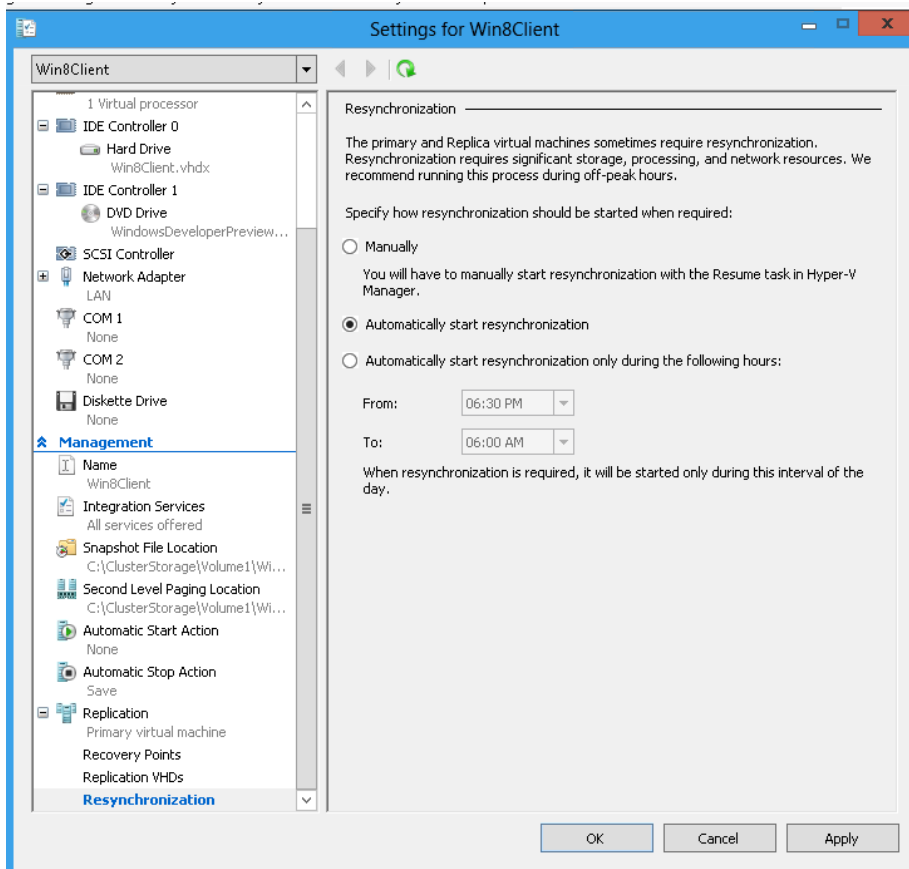 Settings for Win8Client
Win8Client
1 Virtual processor
IDE Controller 0
Hard Drive
Win8Client.vhdx
IDE Controller 1
DVD Drive
WindowsDeveloperPreview...
SCSI Controller
Network Adapter
LAN
COM 1
None
COM 2
None
Diskette Drive
None
Management
Name
Win8Client
Integration Services
All services offered
Snapshot File Location
C:\ClusterStorage\Volume1\Wi...
Second Level Paging Location
C:\ClusterStorage\Volume1\Wi...
Automatic Start Action
None
Automatic Stop Action
Save
Replication
Primary virtual machine
Recovery Points
Replication VHDs
Resynchronization
Resynchronization
The primary and Replica virtual machines sometimes require resynchronization.
Resynchronization requires significant storage, processing, and network resources. We
recommend running this process during off-peak hours.
Specify how resynchronization should be started when required:
Manually
You will have to manually start resynchronization with the Resume task in Hyper-V
Manager.
Automatically start resynchronization
Automatically start resynchronization only during the following hours:
From: 06:30 PM
To: 06:00 AM
When resynchronization is required, it will be started only during this interval of the
day.
OK Cancel Apply